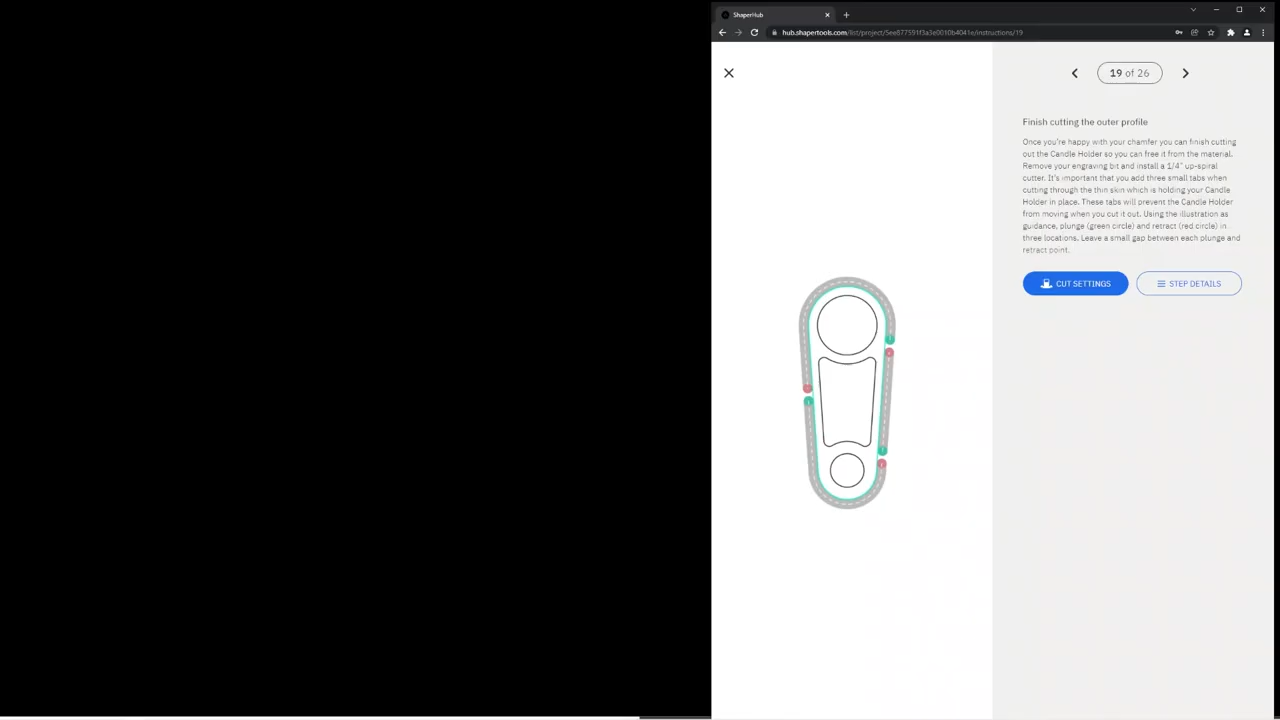 ShaperHub
hub.shapertools.com/list/project/5ee877591f3a3e0010b4041e/instructions/19
19 of 26
Finish cutting the outer profile
Once you're happy with your chamfer you can finish cutting
out the Candle Holder so you can free it from the material.
Remove your engraving bit and install a 1/4" up-spiral
cutter. It's important that you add three small tabs when
cutting through the thin skin which is holding your Candle
Holder in place. These tabs will prevent the Candle Holder
from moving when you cut it out. Using the illustration as
guidance, plunge (green circle) and retract (red circle) in
three locations. Leave a small gap between each plunge and
retract point.
CUT SETTINGS
STEP DETAILS